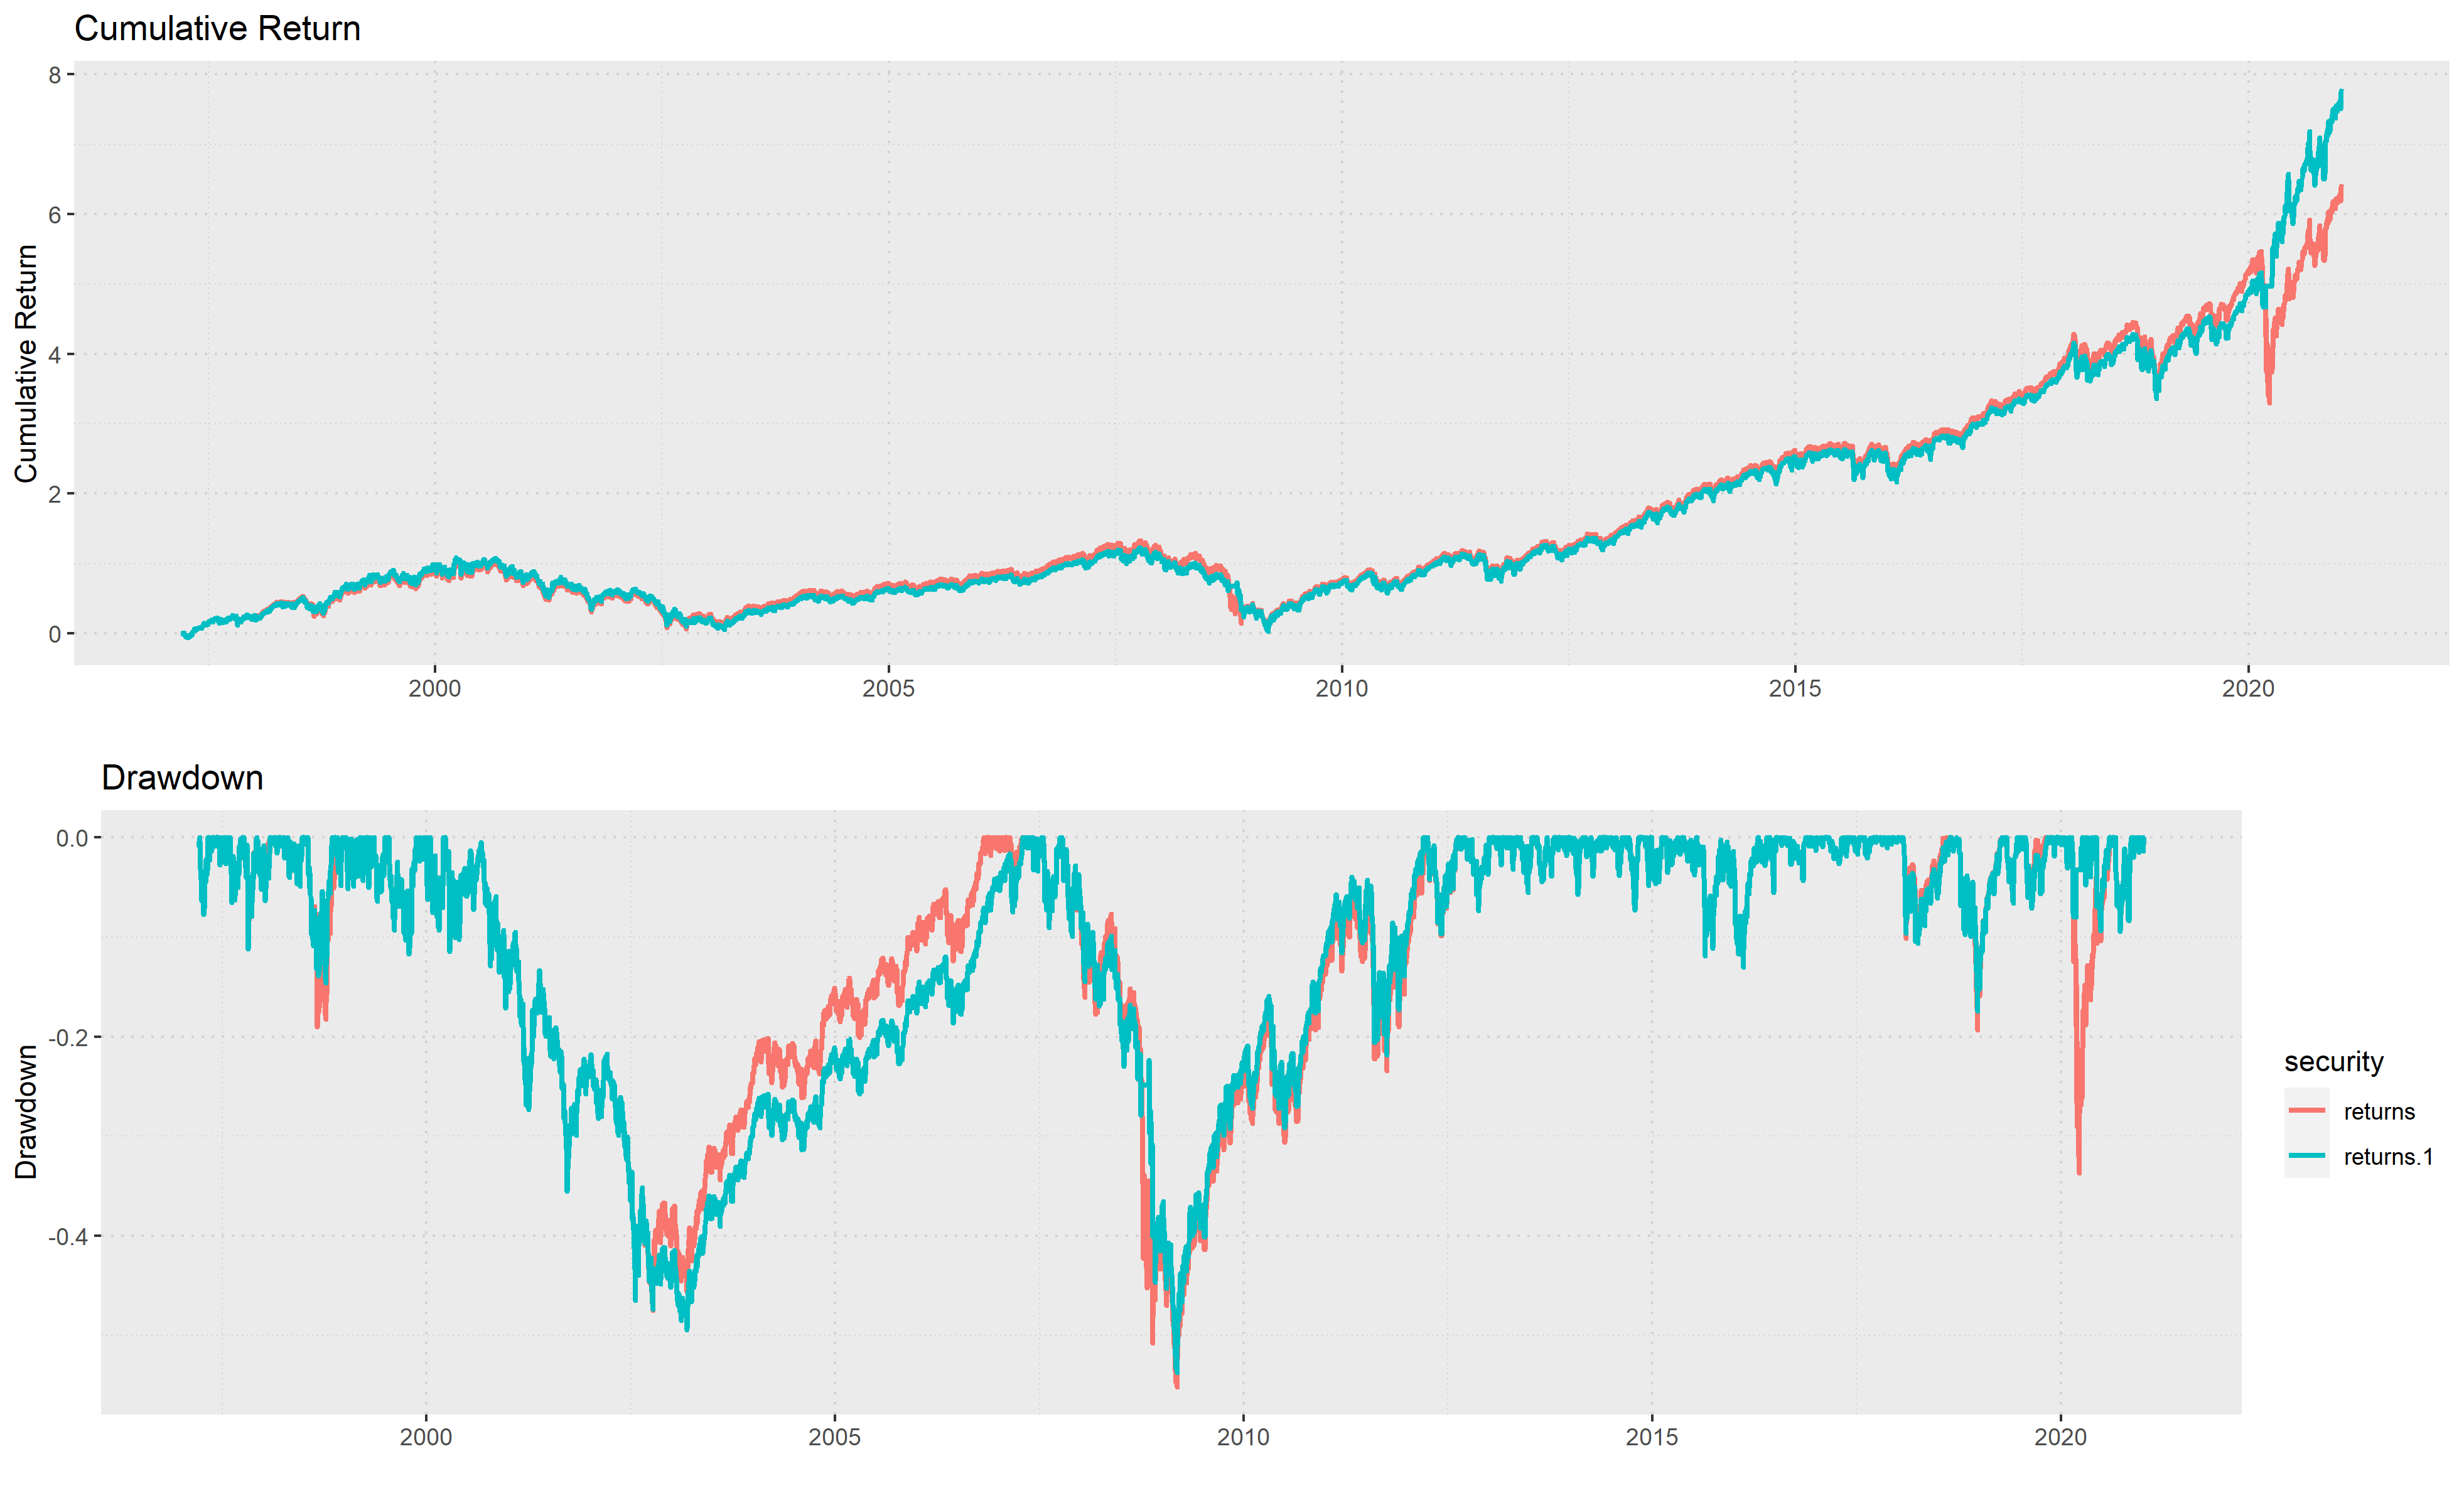 Cumulative Return
Cumulative Return
8
6
4
2
0
2000 2005 2010 2015 2020
Drawdown
Drawdown
0.0
-0.2
-0.4
2000 2005 2010 2015 2020
security
returns
returns.1